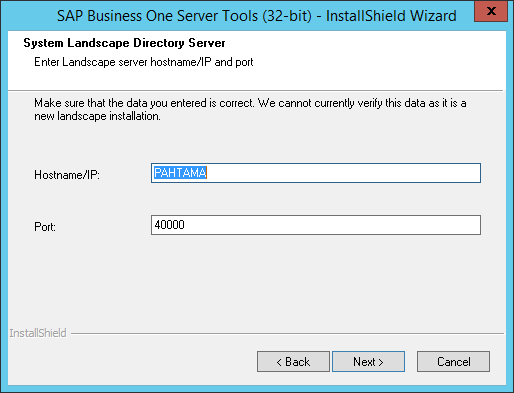 SAP Business One Server Tools (32-bit) - InstallShield Wizard
x
System Landscape Directory Server
Enter Landscape server hostname/IP and port
Make sure that the data you entered is correct. We cannot currently verify this data as it is a
new landscape installation.
Hostname/IP: PAHTAMA
Port: 40000
InstallShield
< Back Next > Cancel